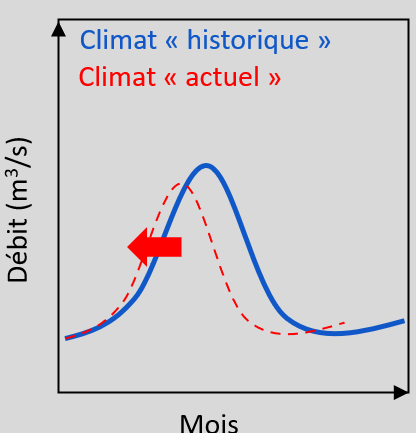 Climat « historique »
Climat « actuel »
Débit (m³/s)
Mois